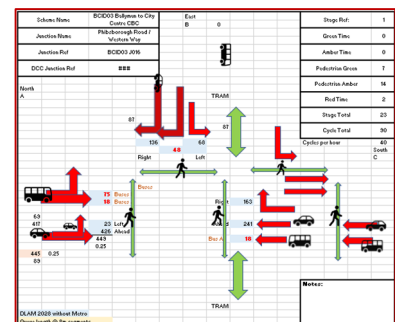 Scheme Name BCID03 Ballymun to City Centre CBC
Junction Name Phibsborough Road / Western Way
Junction Ref BCID03 J016
DCC Junction Ref ###
East
B 0
Stage Ref: 1
Green Time 0
Amber Time 0
Pedestrian Green 7
Pedestrian Amber 14
Red Time 2
Stage Total 23
Cycle Total 90
Cycles per hour 40
South
C
North
A
TRAM
87
87
136 68
48
Right Left
Buses
15 Buses
18 Buses
69
417
23 Left
426 Ahead
449
0.25
445 0.25
89
Right 163
241
Bus A 18
TRAM
Notes:
DLAM 2028 without Metro